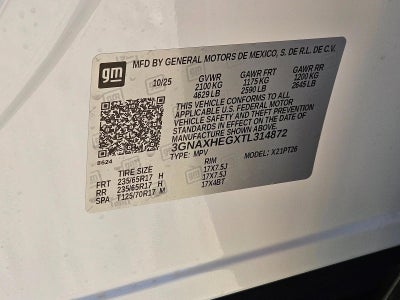 gm
MFD BY GENERAL MOTORS DE MEXICO, S. DE R.L. DE C.V.
10/25 GVWR GAWR FRT GAWR RR
2100 KG 1175 KG 1200 KG
4629 LB 2590 LB 2645 LB
THIS VEHICLE CONFORMS TO ALL
APPLICABLE U.S. FEDERAL MOTOR
VEHICLE SAFETY AND THEFT PREVENTION
STANDARDS IN EFFECT ON THE DATE OF
MANUFACTURE SHOWN ABOVE.
3GNAXHEGXTL314872
TYPE: MPV MODEL: X21PT26
8624
TIRE SIZE RIM
FRT 235/65R17 H 17X7.5J
RR 235/65R17 H 17X7.5J
SPA T125/70R17 M 17X4BT